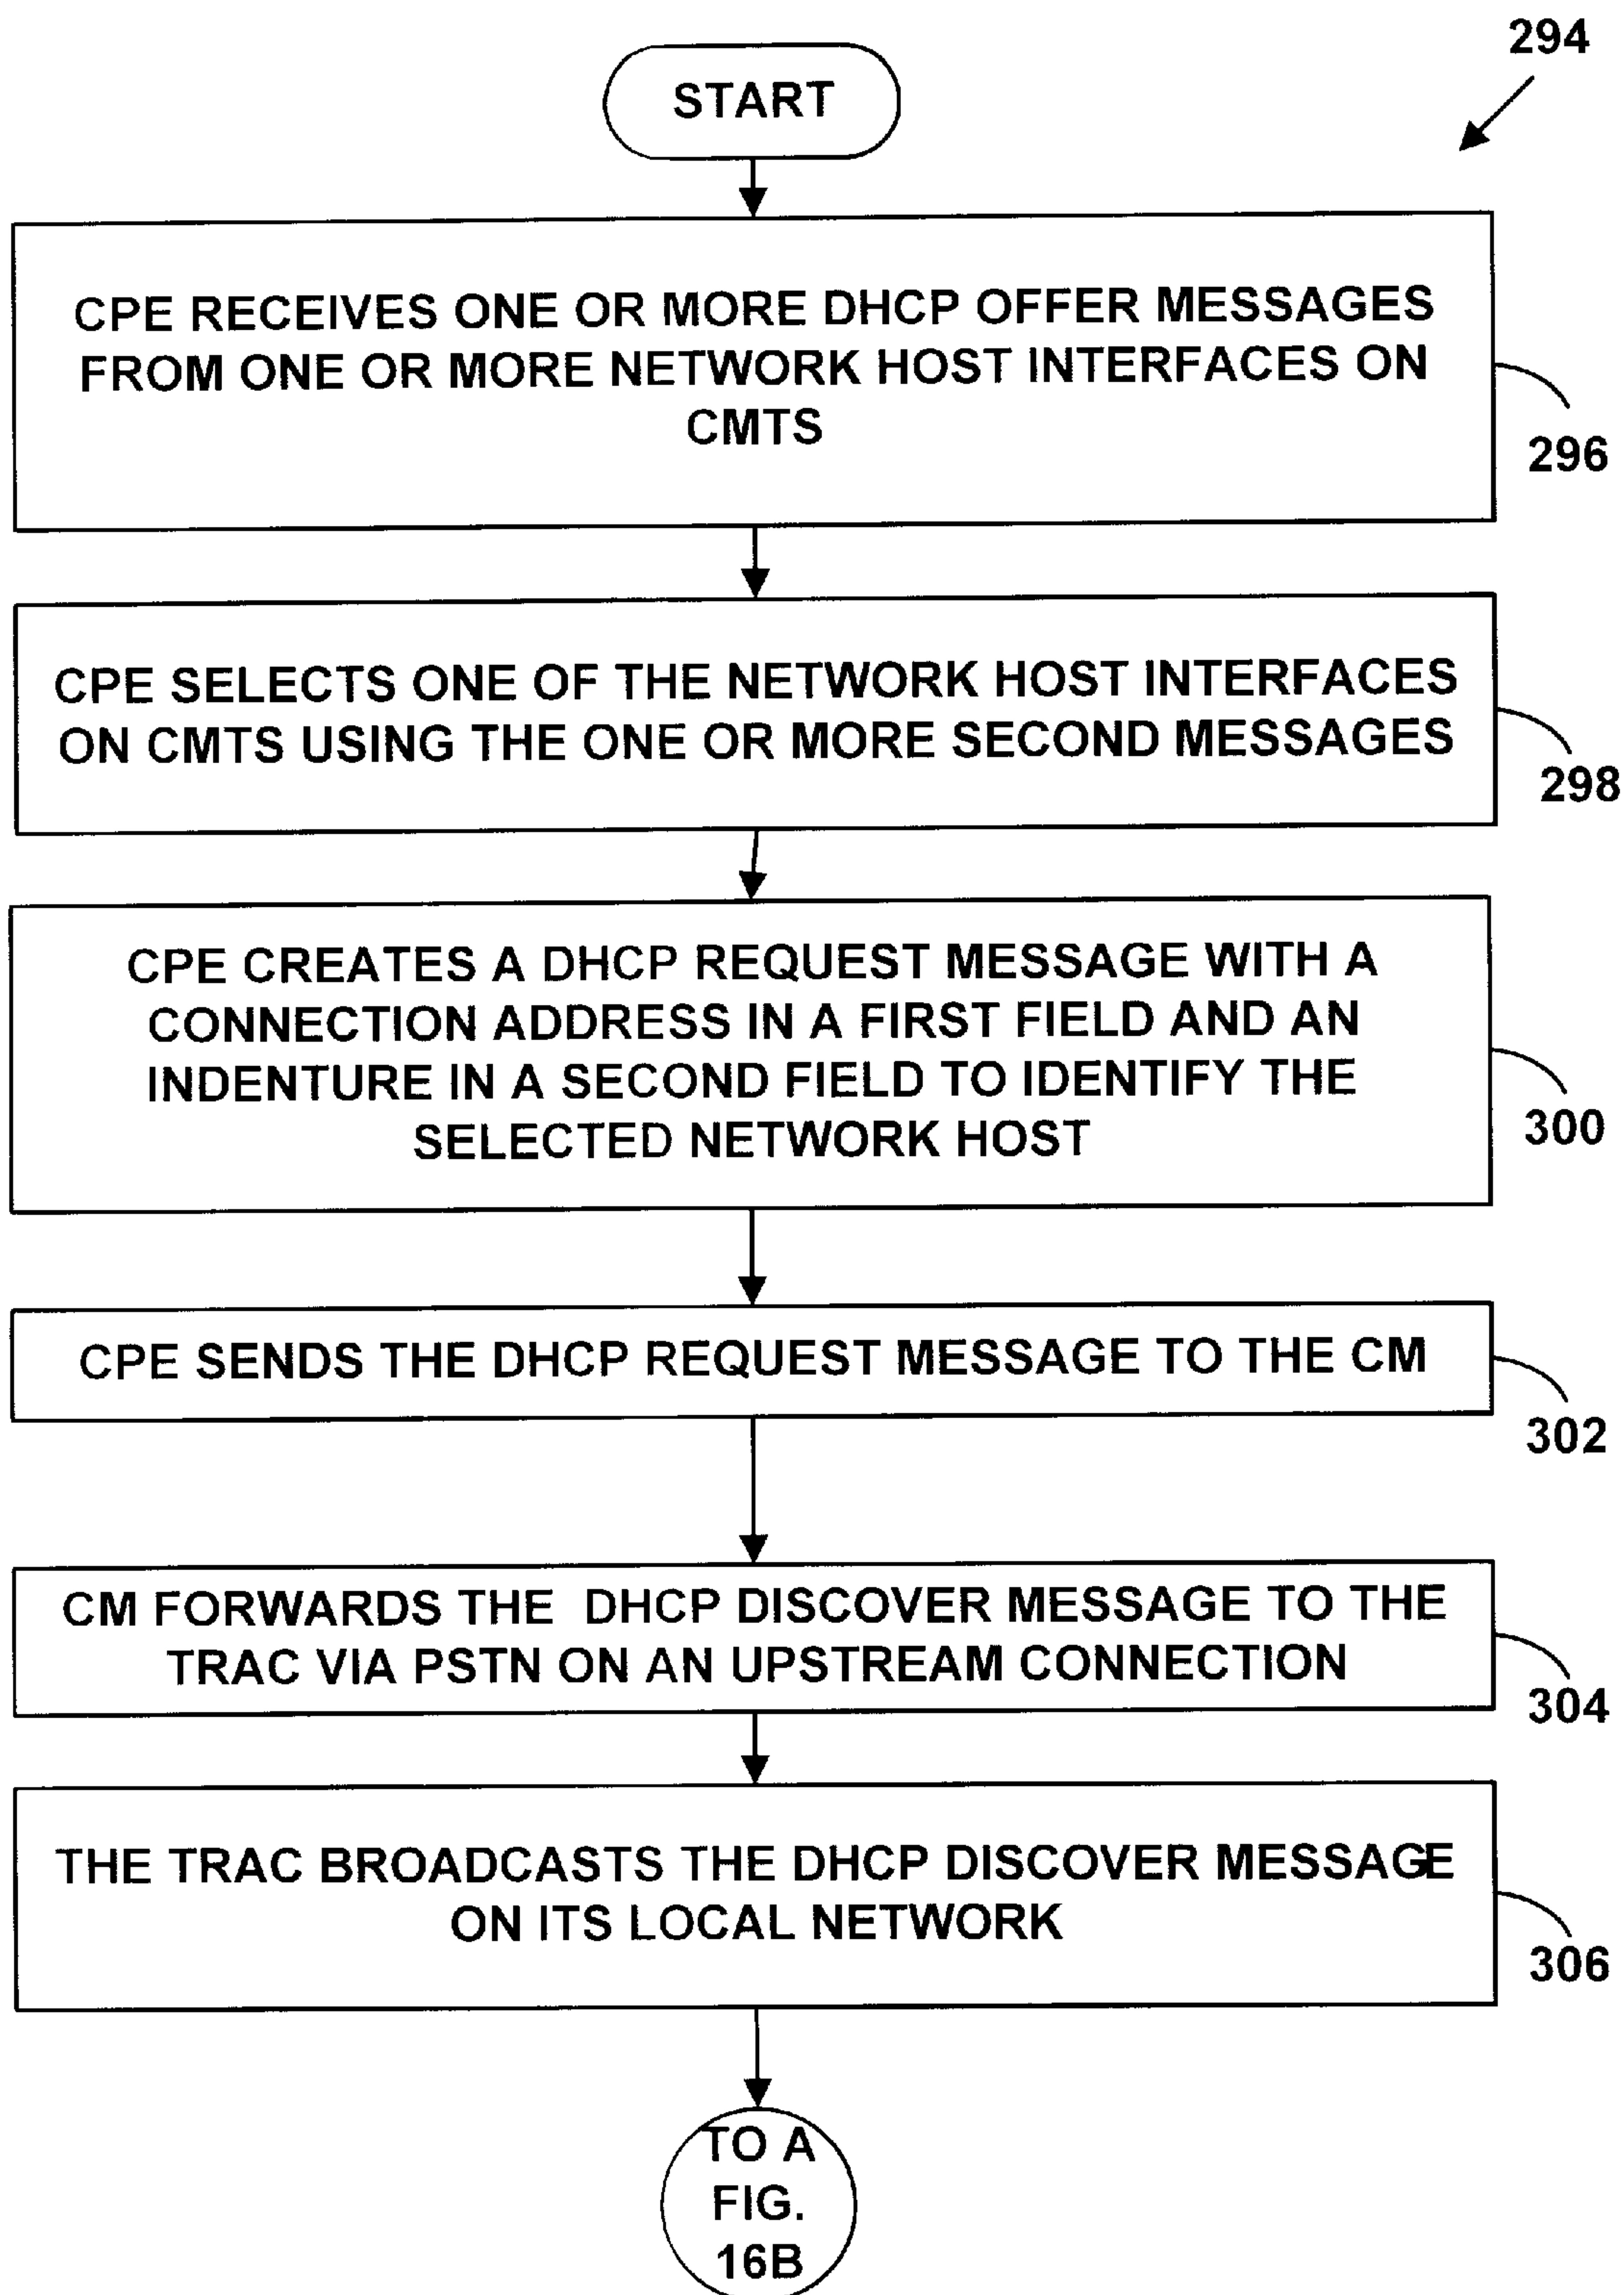 294
START
CPE RECEIVES ONE OR MORE DHCP OFFER MESSAGES
FROM ONE OR MORE NETWORK HOST INTERFACES ON
CMTS
296
CPE SELECTS ONE OF THE NETWORK HOST INTERFACES
ON CMTS USING THE ONE OR MORE SECOND MESSAGES
298
CPE CREATES A DHCP REQUEST MESSAGE WITH A
CONNECTION ADDRESS IN A FIRST FIELD AND AN
INDENTURE IN A SECOND FIELD TO IDENTIFY THE
SELECTED NETWORK HOST
300
CPE SENDS THE DHCP REQUEST MESSAGE TO THE CM
302
CM FORWARDS THE DHCP DISCOVER MESSAGE TO THE
TRAC VIA PSTN ON AN UPSTREAM CONNECTION
304
THE TRAC BROADCASTS THE DHCP DISCOVER MESSAGE
ON ITS LOCAL NETWORK
306
TO A
FIG.
16B